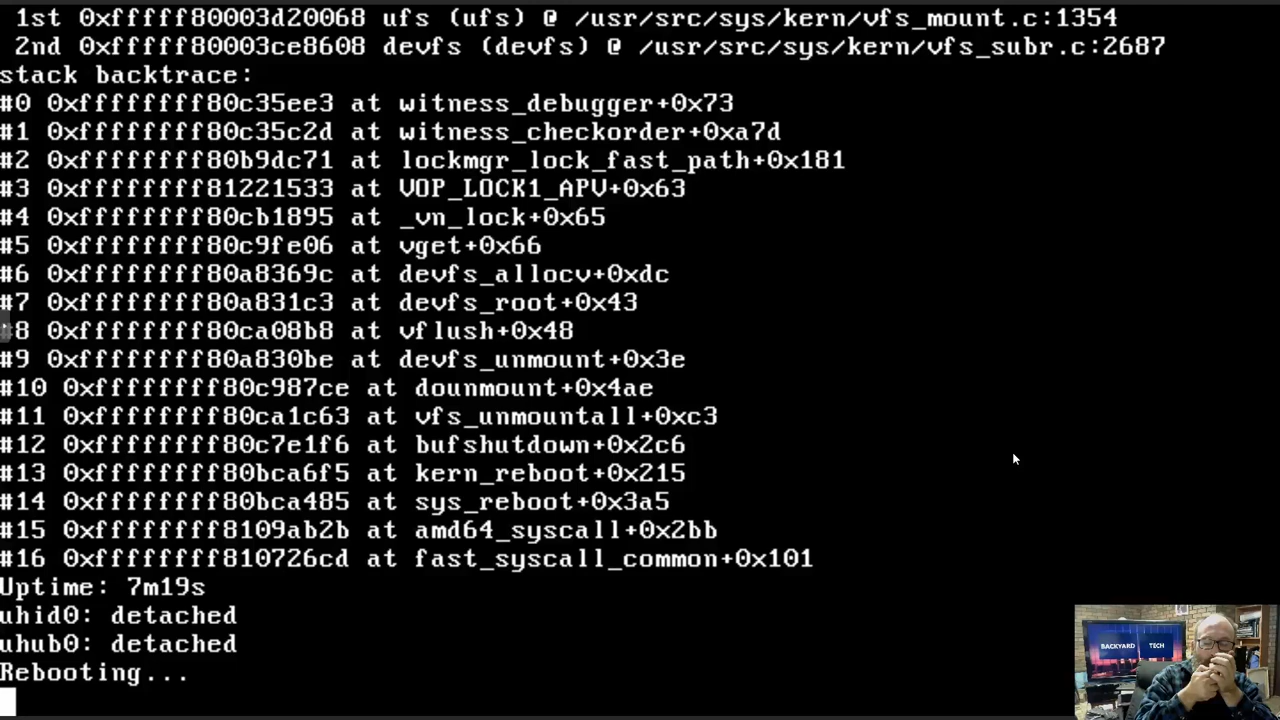 1st 0xfffff80003d20068 ufs (ufs) @ /usr/src/sys/kern/vfs_mount.c:1354
2nd 0xfffff80003ce8608 devfs (devfs) @ /usr/src/sys/kern/vfs_subr.c:2687
stack backtrace:
#0 0xffffffff80c35ee3 at witness_debugger+0x73
#1 0xffffffff80c35c2d at witness_checkorder+0xa7d
#2 0xffffffff80b9dc71 at lockmgr_lock_fast_path+0x181
#3 0xffffffff81221533 at VOP_LOCK1_APV+0x63
#4 0xffffffff80cb1895 at _vn_lock+0x65
#5 0xffffffff80c9fe06 at vget+0x66
#6 0xffffffff80a8369c at devfs_allocv+0xdc
#7 0xffffffff80a831c3 at devfs_root+0x43
#8 0xffffffff80ca08b8 at vflush+0x48
#9 0xffffffff80a830be at devfs_unmount+0x3e
#10 0xffffffff80c987ce at dounmount+0x4ae
#11 0xffffffff80ca1c63 at vfs_unmountall+0xc3
#12 0xffffffff80c7e1f6 at bufshutdown+0x2c6
#13 0xffffffff80bca6f5 at kern_reboot+0x215
#14 0xffffffff80bca485 at sys_reboot+0x3a5
#15 0xffffffff8109ab2b at amd64_syscall+0x2bb
#16 0xffffffff810726cd at fast_syscall_common+0x101
Uptime: 7m19s
uhid0: detached
uhub0: detached
Rebooting...
BACKYARD TECH